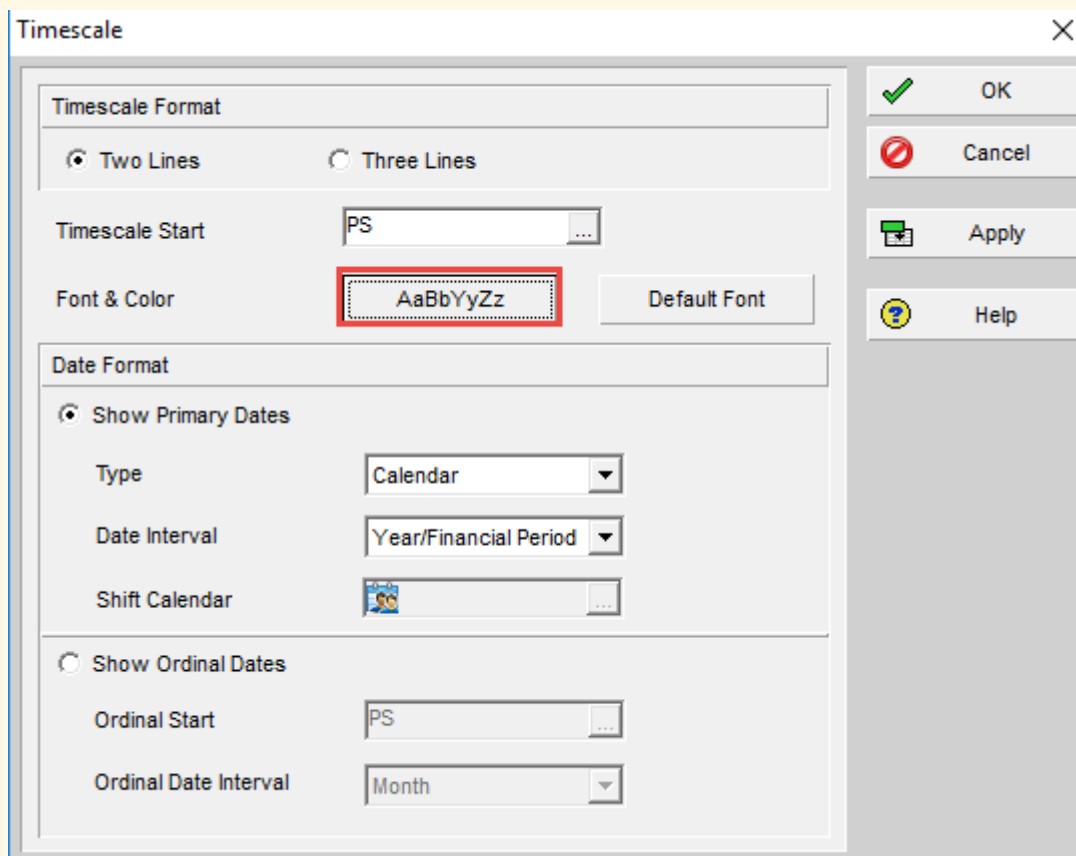 Timescale
Timescale Format
OK
Two Lines Three Lines
Cancel
Timescale Start PS ...
Apply
Font & Color AaBbYyZz Default Font
Help
Date Format
Show Primary Dates
Type Calendar
Date Interval Year/Financial Period
Shift Calendar ...
Show Ordinal Dates
Ordinal Start PS ...
Ordinal Date Interval Month